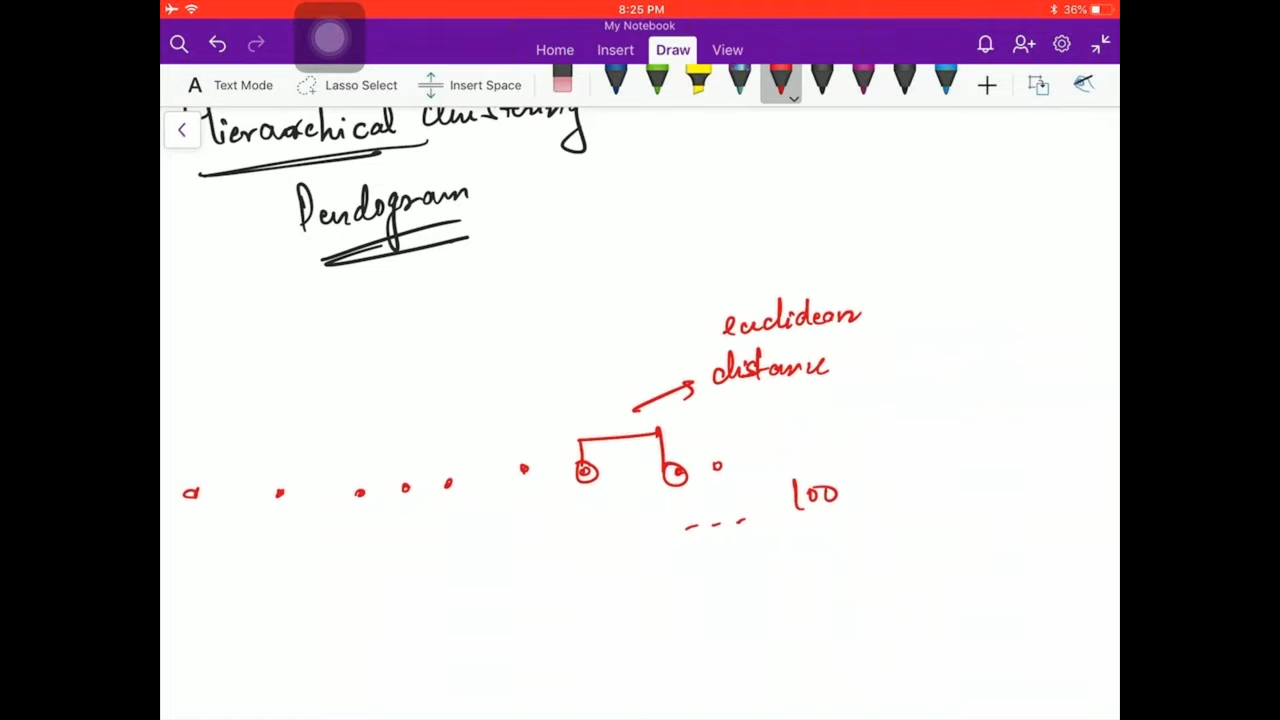 8:25 PM
36%
My Notebook
Home Insert Draw View
Text Mode Lasso Select Insert Space
Hierarchical clustering
Dendogram
euclidean
distance
100